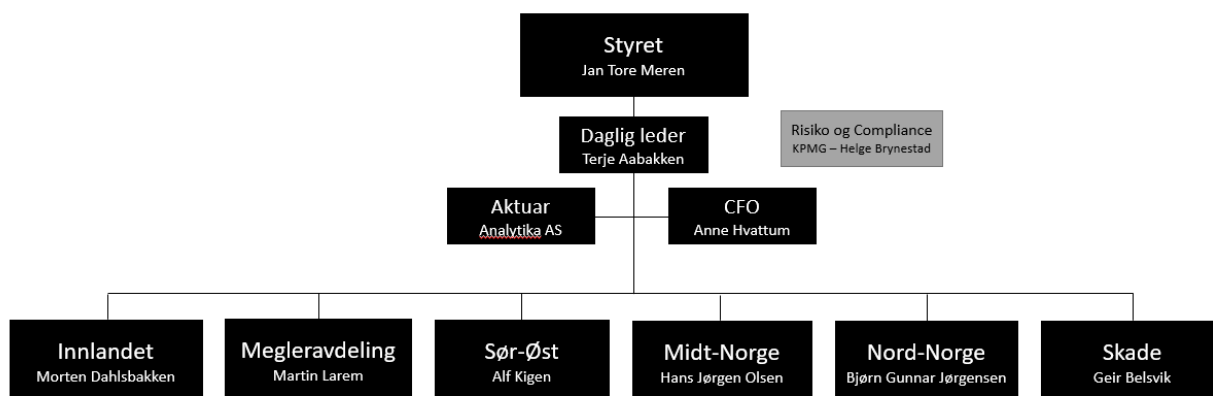 Styret
Jan Tore Meren
Daglig leder
Terje Aabakken
Risiko og Compliance
KPMG – Helge Brynestad
Aktuar
Analytika AS
CFO
Anne Hvattum
Innlandet
Morten Dahlsbakken
Megleravdeling
Martin Larem
Sør-Øst
Alf Kigen
Midt-Norge
Hans Jørgen Olsen
Nord-Norge
Bjørn Gunnar Jørgensen
Skade
Geir Belsvik